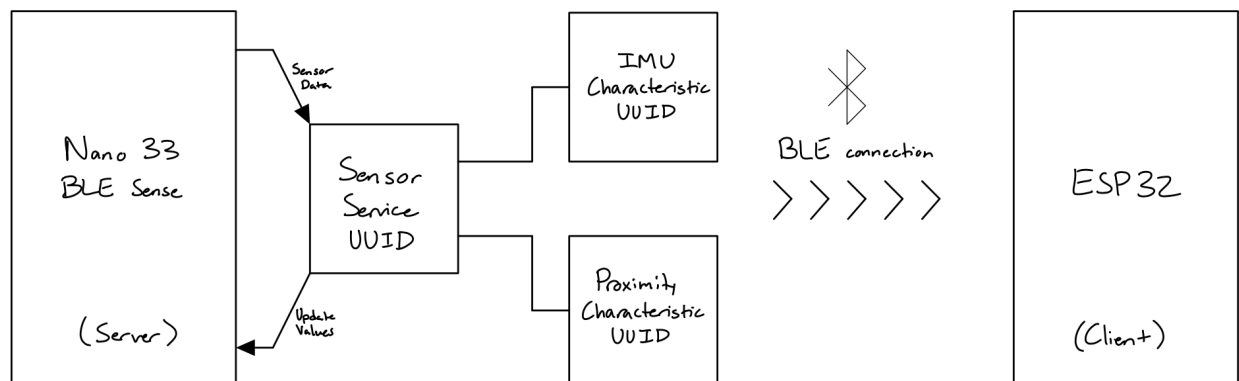 Nano 33
BLE Sense
(Server)
Sensor
Data
Sensor
Service
UUID
Update
Values
IMU
Characteristic
UUID
Proximity
Characteristic
UUID
BLE connection
ESP32
(Client)